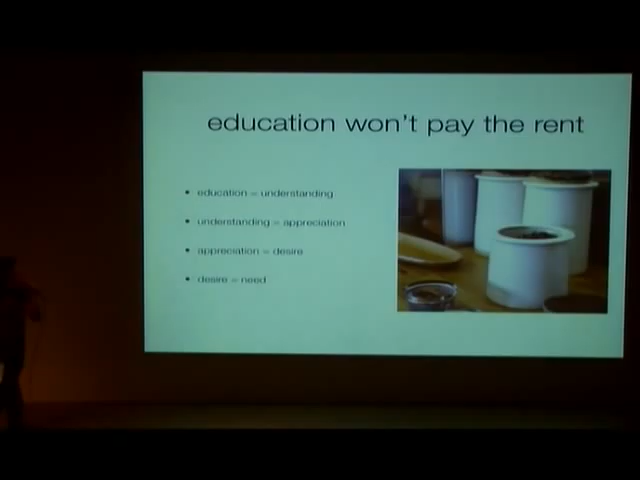 education won't pay the rent
• education = understanding
• understanding = appreciation
• appreciation = desire
• desire = need